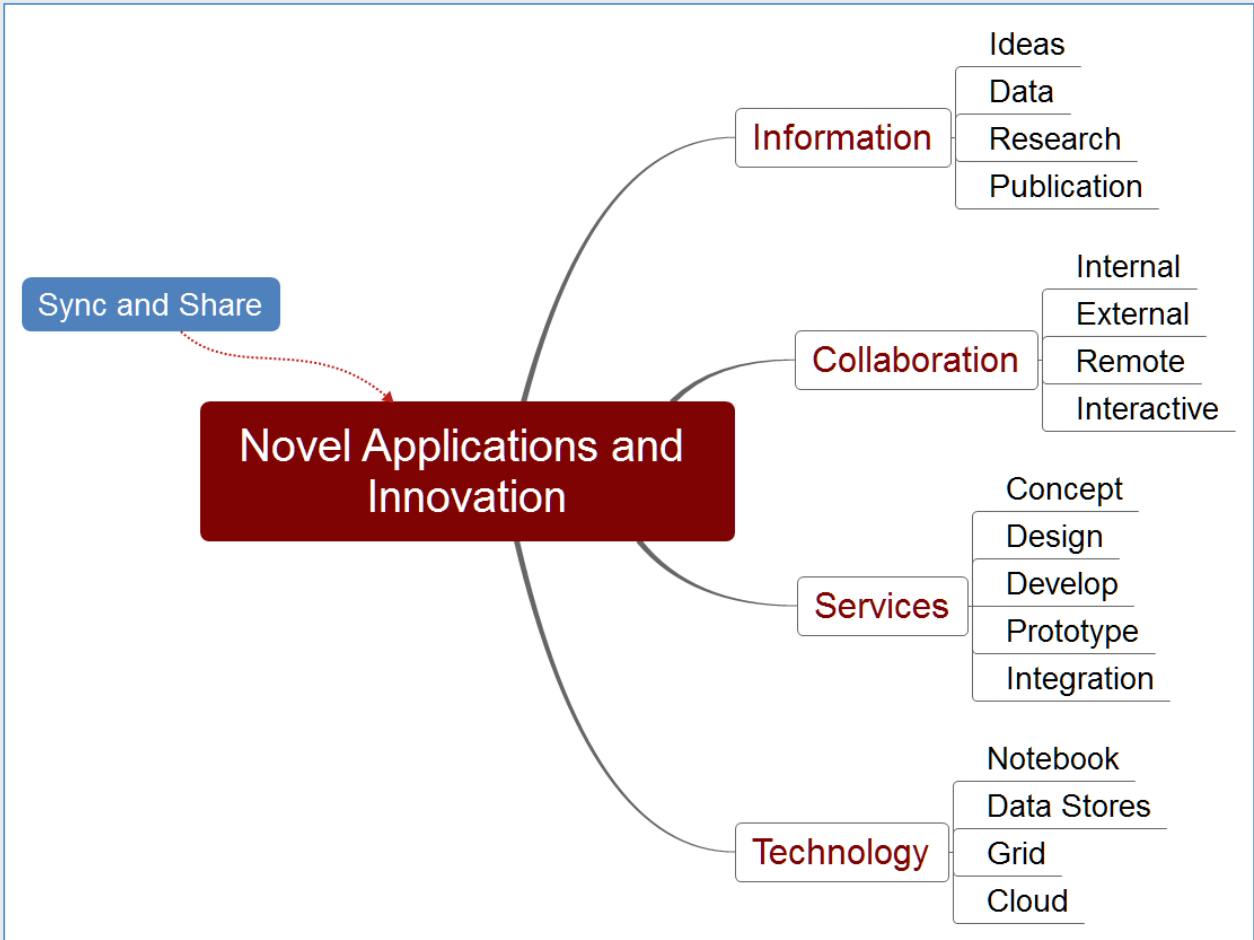 Sync and Share
Novel Applications and
Innovation
Information
Ideas
Data
Research
Publication
Collaboration
Internal
External
Remote
Interactive
Services
Concept
Design
Develop
Prototype
Integration
Technology
Notebook
Data Stores
Grid
Cloud